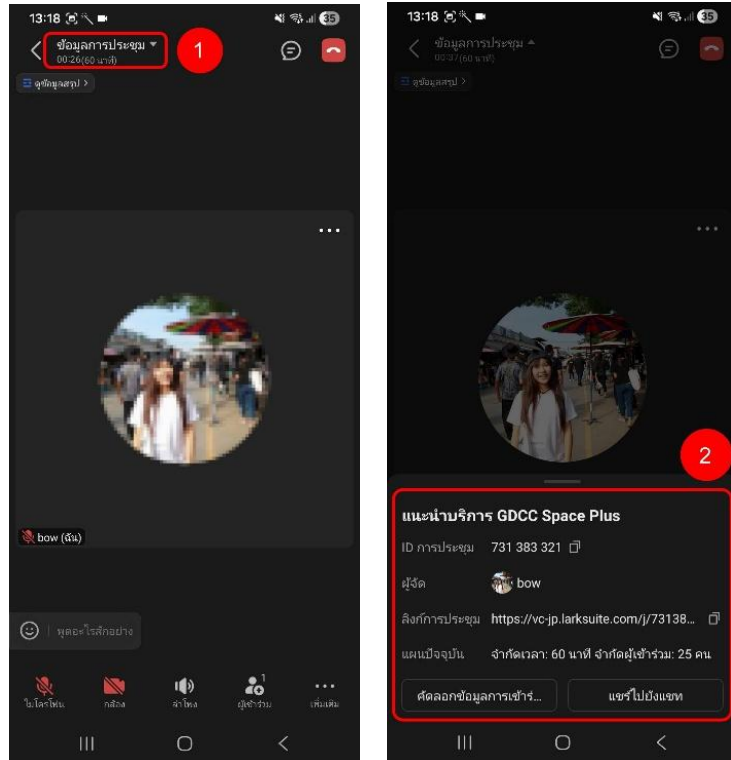 13:18
35
ข้อมูลการประชุม
00:26(60 นาที)
1
ดูข้อมูลสรุป >
bow (ฉัน)
พูดอะไรสักอย่าง
ไมโครโฟน
กล้อง
ลำโพง
1
ผู้เข้าร่วม
เพิ่มเติม
13:18
35
ข้อมูลการประชุม
00:37(60 นาที)
ดูข้อมูลสรุป >
2
แนะนำบริการ GDCC Space Plus
ID การประชุม 731 383 321
ผู้จัด bow
ลิงก์การประชุม https://vc-jp.larksuite.com/j/73138...
แผนปัจจุบัน จำกัดเวลา: 60 นาที จำกัดผู้เข้าร่วม: 25 คน
คัดลอกข้อมูลการเข้าร่... แชร์ไปยังแชท